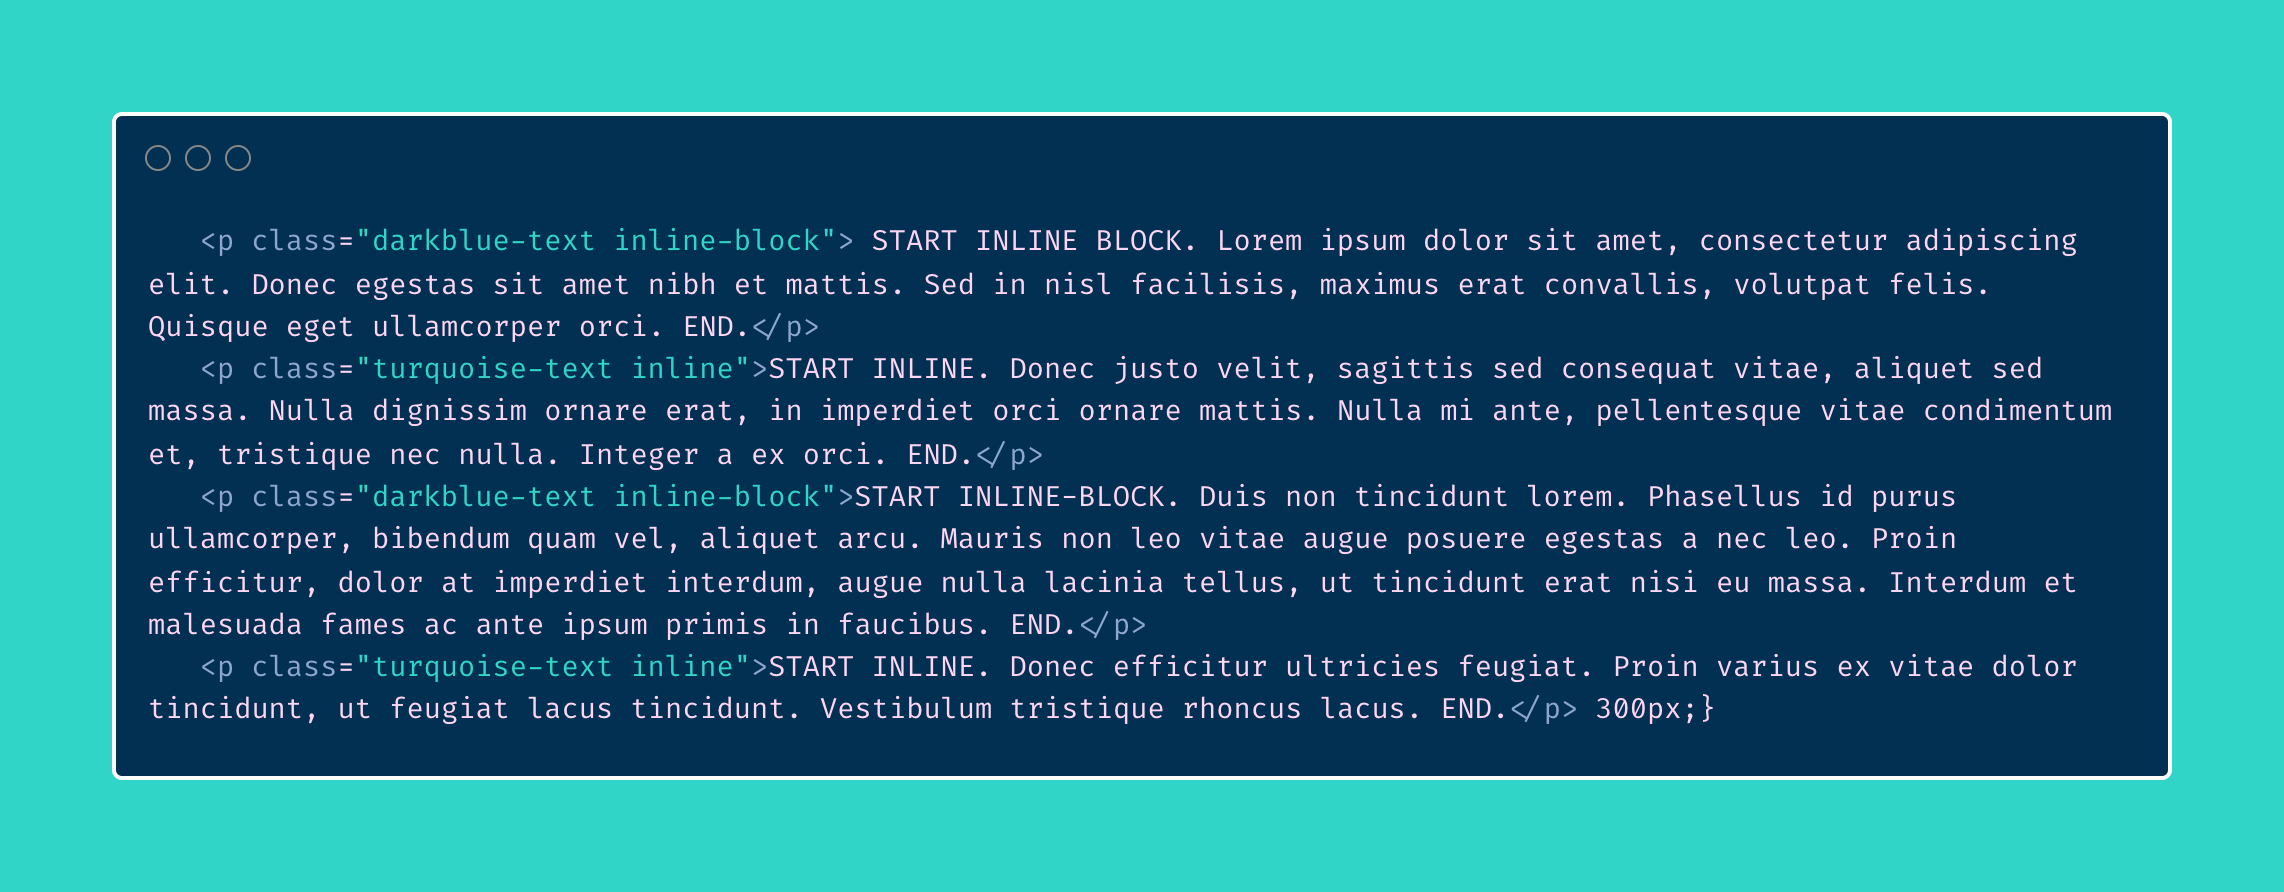 <p class="darkblue-text inline-block"> START INLINE BLOCK. Lorem ipsum dolor sit amet, consectetur adipiscing
elit. Donec egestas sit amet nibh et mattis. Sed in nisl facilisis, maximus erat convallis, volutpat felis.
Quisque eget ullamcorper orci. END.</p>
<p class="turquoise-text inline">START INLINE. Donec justo velit, sagittis sed consequat vitae, aliquet sed
massa. Nulla dignissim ornare erat, in imperdiet orci ornare mattis. Nulla mi ante, pellentesque vitae condimentum
et, tristique nec nulla. Integer a ex orci. END.</p>
<p class="darkblue-text inline-block">START INLINE-BLOCK. Duis non tincidunt lorem. Phasellus id purus
ullamcorper, bibendum quam vel, aliquet arcu. Mauris non leo vitae augue posuere egestas a nec leo. Proin
efficitur, dolor at imperdiet interdum, augue nulla lacinia tellus, ut tincidunt erat nisi eu massa. Interdum et
malesuada fames ac ante ipsum primis in faucibus. END.</p>
<p class="turquoise-text inline">START INLINE. Donec efficitur ultricies feugiat. Proin varius ex vitae dolor
tincidunt, ut feugiat lacus tincidunt. Vestibulum tristique rhoncus lacus. END.</p> 300px;}